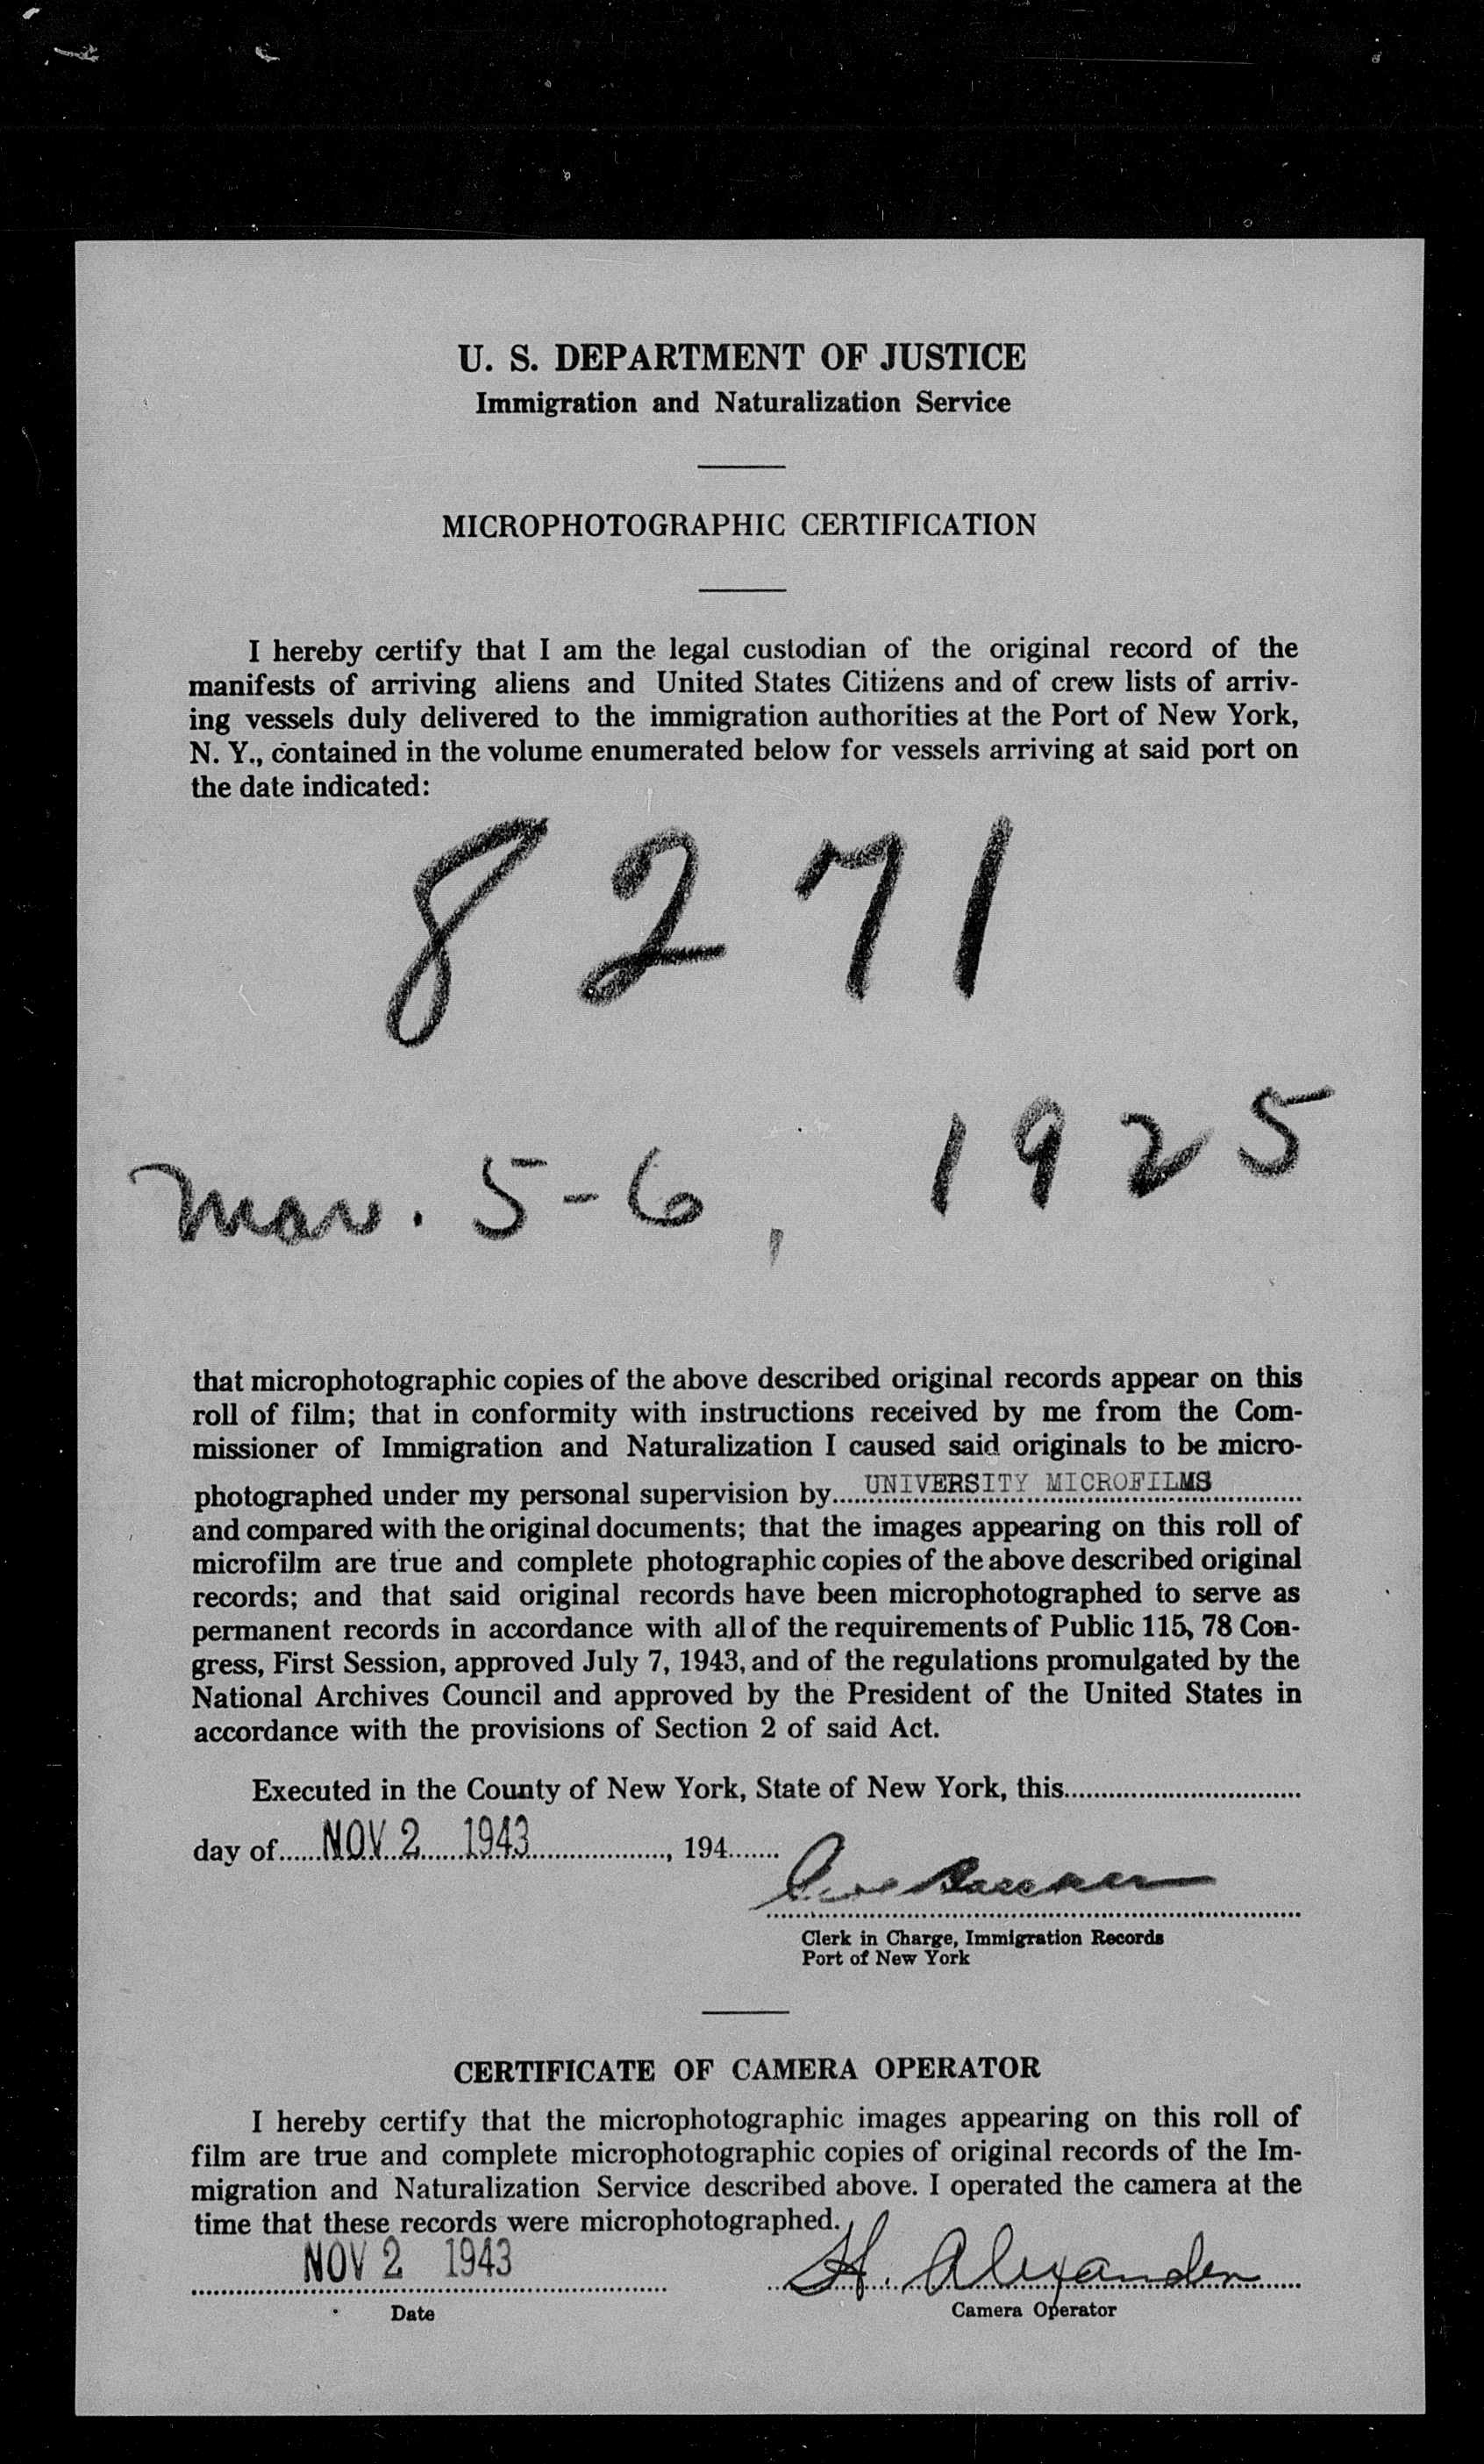 U. S. DEPARTMENT OF JUSTICE
Immigration and Naturalization Service
MICROPHOTOGRAPHIC CERTIFICATION
I hereby certify that I am the legal custodian of the original record of the
manifests of arriving aliens and United States Citizens and of crew lists of arriv-
ing vessels duly delivered to the immigration authorities at the Port of New York,
N. Y., contained in the volume enumerated below for vessels arriving at said port on
the date indicated:
8271
Mar. 5-6, 1925
that microphotographic copies of the above described original records appear on this
roll of film; that in conformity with instructions received by me from the Com-
missioner of Immigration and Naturalization I caused said originals to be micro-
photographed under my personal supervision by UNIVERSITY MICROFILMS
and compared with the original documents; that the images appearing on this roll of
microfilm are true and complete photographic copies of the above described original
records; and that said original records have been microphotographed to serve as
permanent records in accordance with all of the requirements of Public 115, 78 Con-
gress, First Session, approved July 7, 1943, and of the regulations promulgated by the
National Archives Council and approved by the President of the United States in
accordance with the provisions of Section 2 of said Act.
Executed in the County of New York, State of New York, this
day of NOV 2 1943, 194
Clerk in Charge, Immigration Records
Port of New York
CERTIFICATE OF CAMERA OPERATOR
I hereby certify that the microphotographic images appearing on this roll of
film are true and complete microphotographic copies of original records of the Im-
migration and Naturalization Service described above. I operated the camera at the
time that these records were microphotographed.
NOV 2 1943 H. Alexander
Date Camera Operator